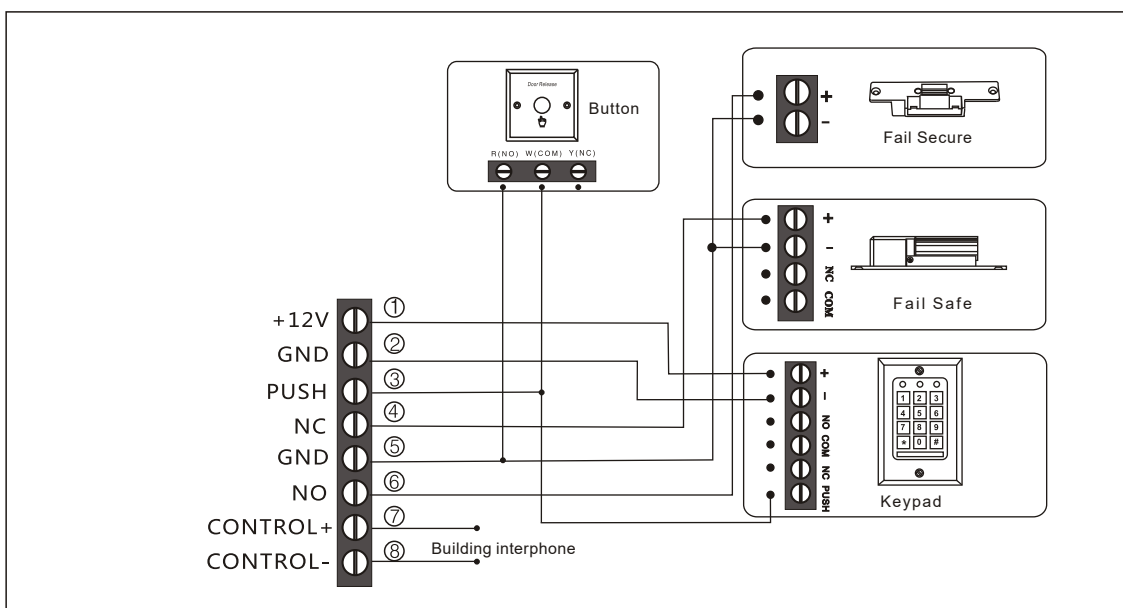 Door Release
Button
R(NO) W(COM) Y(NC)
+
-
Fail Secure
+
-
NC
COM
Fail Safe
+12V ①
GND ②
PUSH ③
NC ④
GND ⑤
NO ⑥
CONTROL+ ⑦
CONTROL- ⑧
Building interphone
+
-
NO
COM
NC
PUSH
1 2 3
4 5 6
7 8 9
* 0 #
Keypad